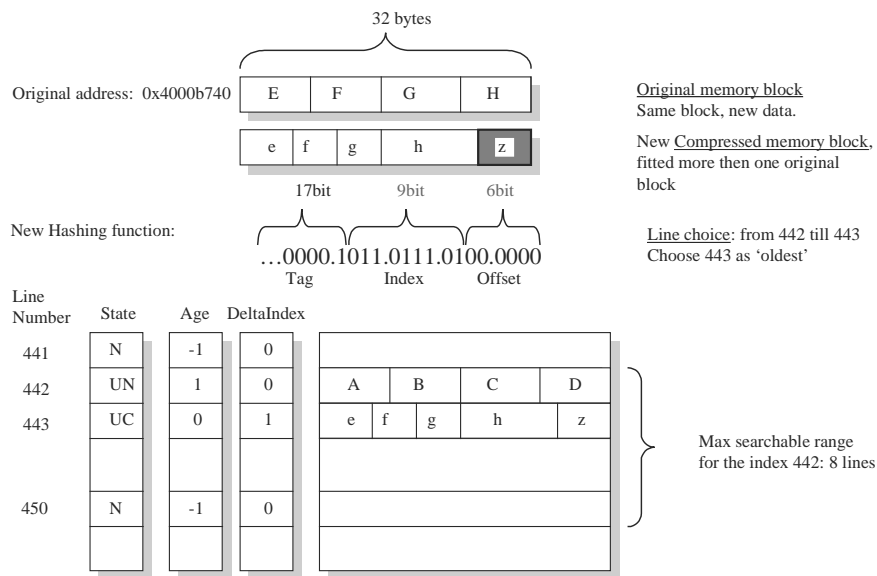 32 bytes
Original address: 0x4000b740
E F G H
Original memory block
Same block, new data.
e f g h z
New Compressed memory block,
fitted more then one original
block
17bit 9bit 6bit
New Hashing function:
…0000.1011.0111.0100.0000
Tag Index Offset
Line choice: from 442 till 443
Choose 443 as 'oldest'
Line
Number State Age DeltaIndex
441 N -1 0
442 UN 1 0 A B C D
443 UC 0 1 e f g h z
Max searchable range
for the index 442: 8 lines
450 N -1 0